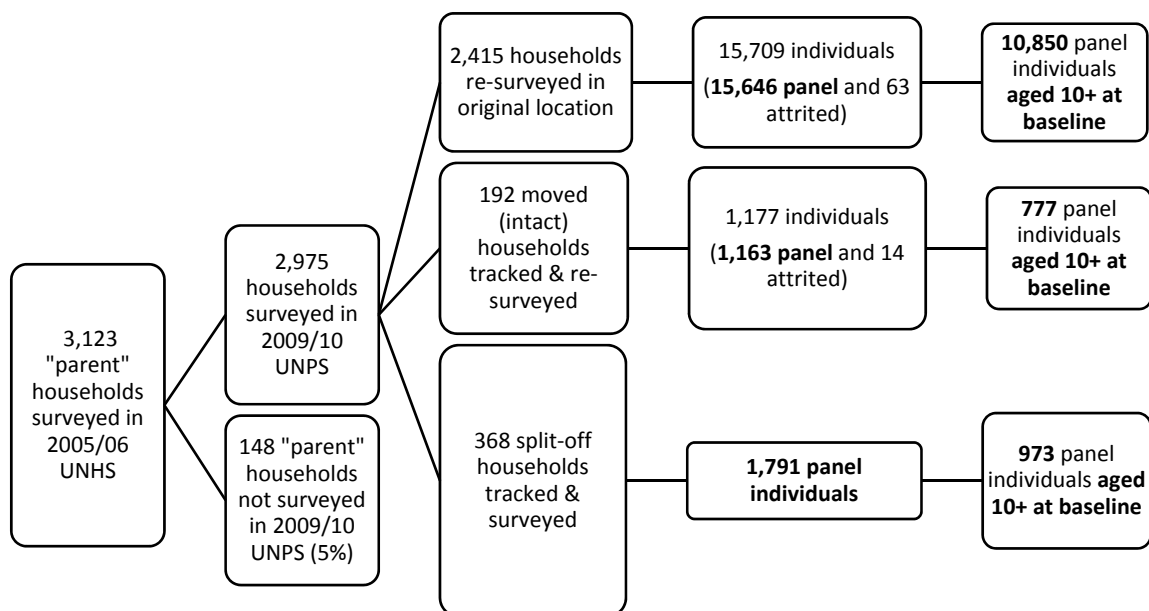 3,123
"parent"
households
surveyed in
2005/06
UNHS
2,975
households
surveyed in
2009/10
UNPS
148 "parent"
households
not surveyed
in 2009/10
UNPS (5%)
2,415 households
re-surveyed in
original location
15,709 individuals
(15,646 panel and 63
attrited)
10,850 panel
individuals
aged 10+ at
baseline
192 moved
(intact)
households
tracked & re-
surveyed
1,177 individuals
(1,163 panel and 14
attrited)
777 panel
individuals
aged 10+ at
baseline
368 split-off
households
tracked &
surveyed
1,791 panel
individuals
973 panel
individuals aged
10+ at baseline